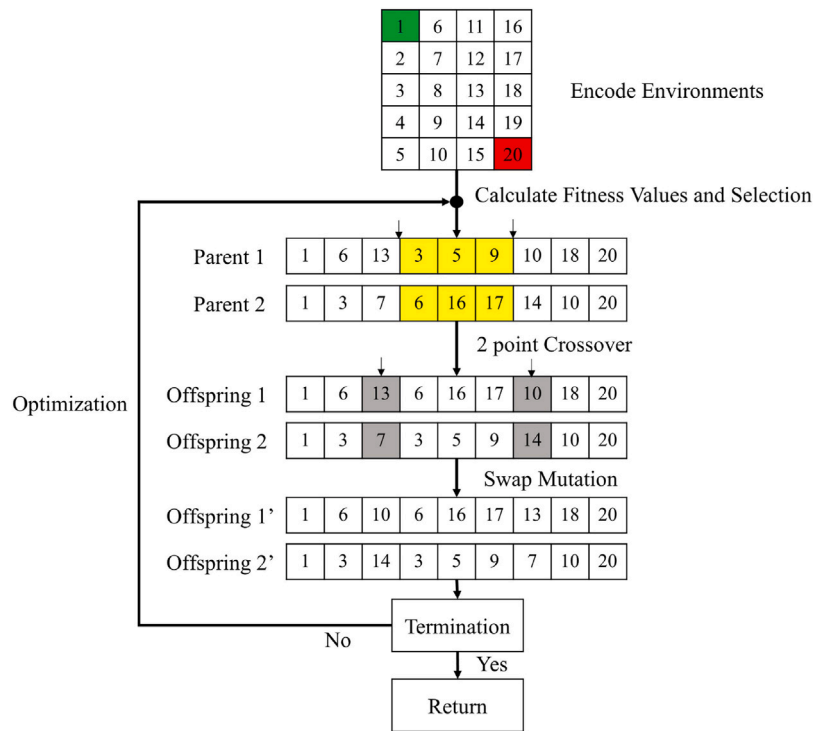 1 6 11 16
2 7 12 17
3 8 13 18
Encode Environments
4 9 14 19
5 10 15 20
Calculate Fitness Values and Selection
Parent 1 1 6 13 3 5 9 10 18 20
Parent 2 1 3 7 6 16 17 14 10 20
2 point Crossover
Offspring 1 1 6 13 6 16 17 10 18 20
Optimization
Offspring 2 1 3 7 3 5 9 14 10 20
Swap Mutation
Offspring 1’ 1 6 10 6 16 17 13 18 20
Offspring 2’ 1 3 14 3 5 9 7 10 20
Termination
No
Yes
Return